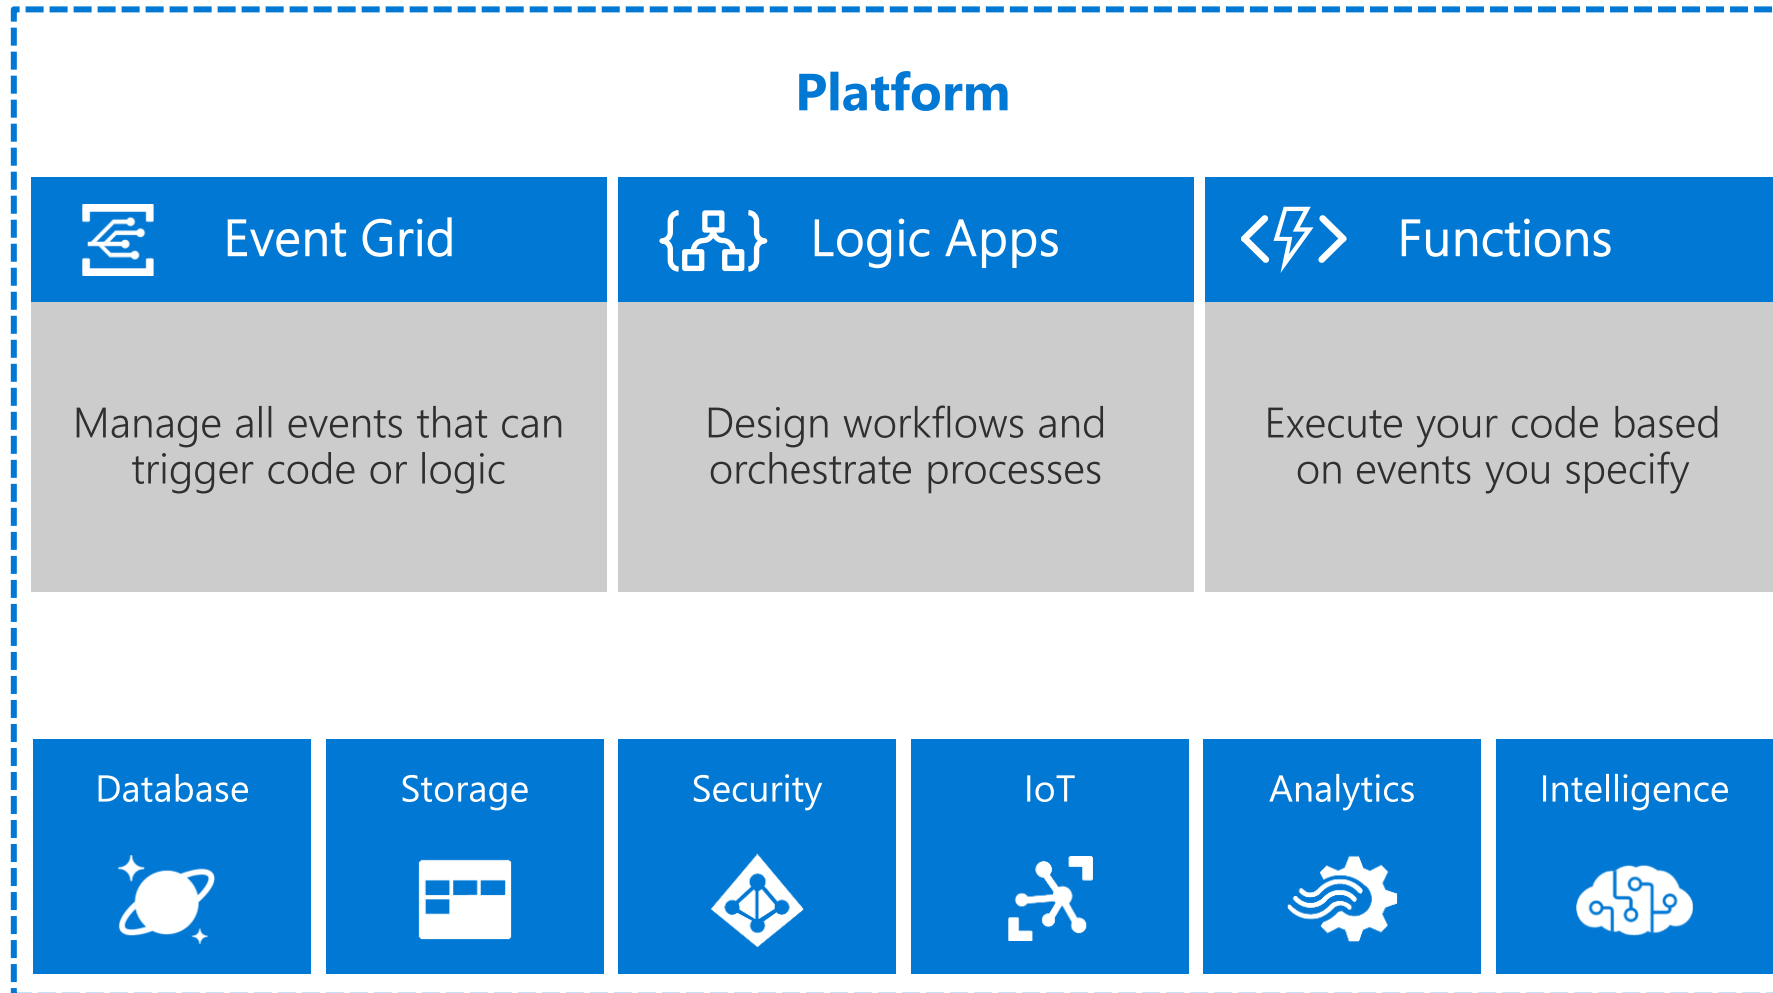 Platform
Event Grid
Manage all events that can
trigger code or logic
Logic Apps
Design workflows and
orchestrate processes
Functions
Execute your code based
on events you specify
Database
Storage
Security
IoT
Analytics
Intelligence